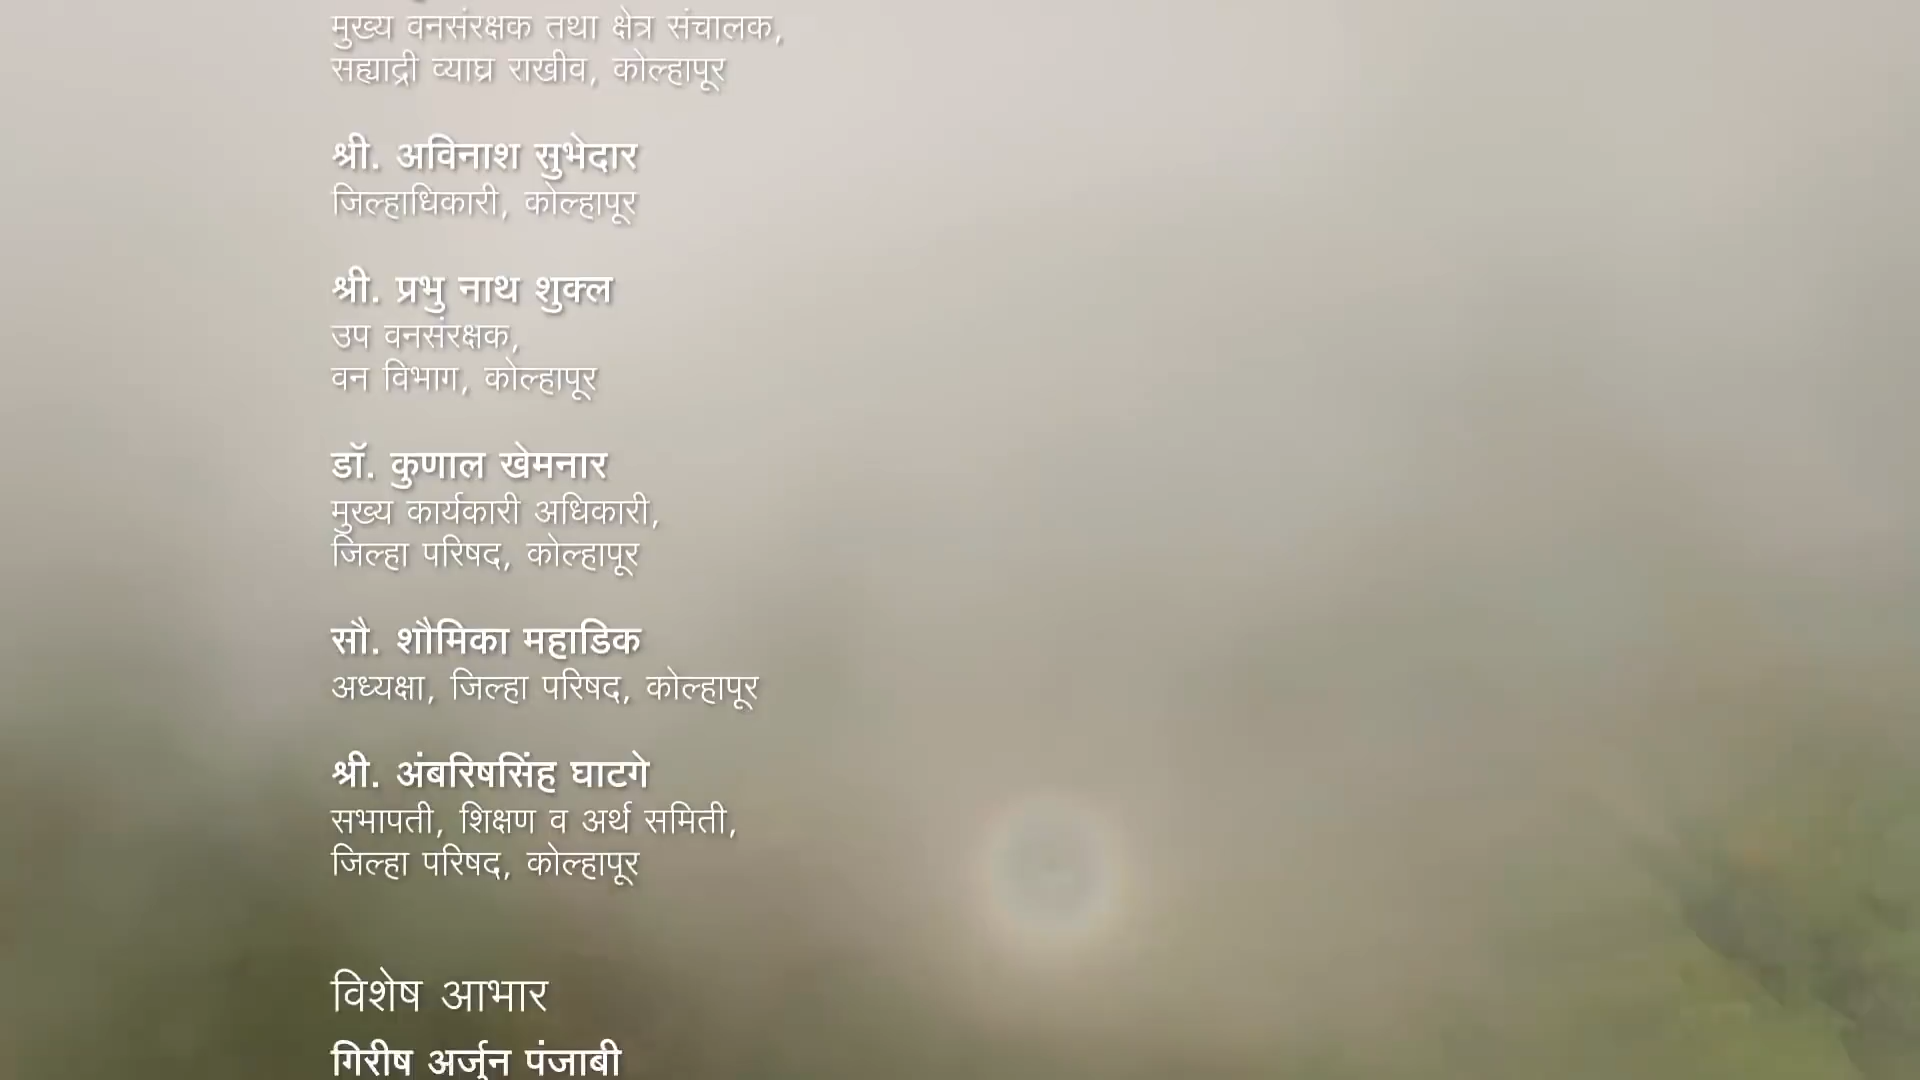 मुख्य वनसंरक्षक तथा क्षेत्र संचालक,
सह्याद्री व्याघ्र राखीव, कोल्हापूर
श्री. अविनाश सुभेदार
जिल्हाधिकारी, कोल्हापूर
श्री. प्रभु नाथ शुक्ल
उप वनसंरक्षक,
वन विभाग, कोल्हापूर
डॉ. कुणाल खेमनार
मुख्य कार्यकारी अधिकारी,
जिल्हा परिषद, कोल्हापूर
सौ. शौमिका महाडिक
अध्यक्षा, जिल्हा परिषद, कोल्हापूर
श्री. अंबरिषसिंह घाटगे
सभापती, शिक्षण व अर्थ समिती,
जिल्हा परिषद, कोल्हापूर
विशेष आभार
गिरीष अर्जुन पंजाबी